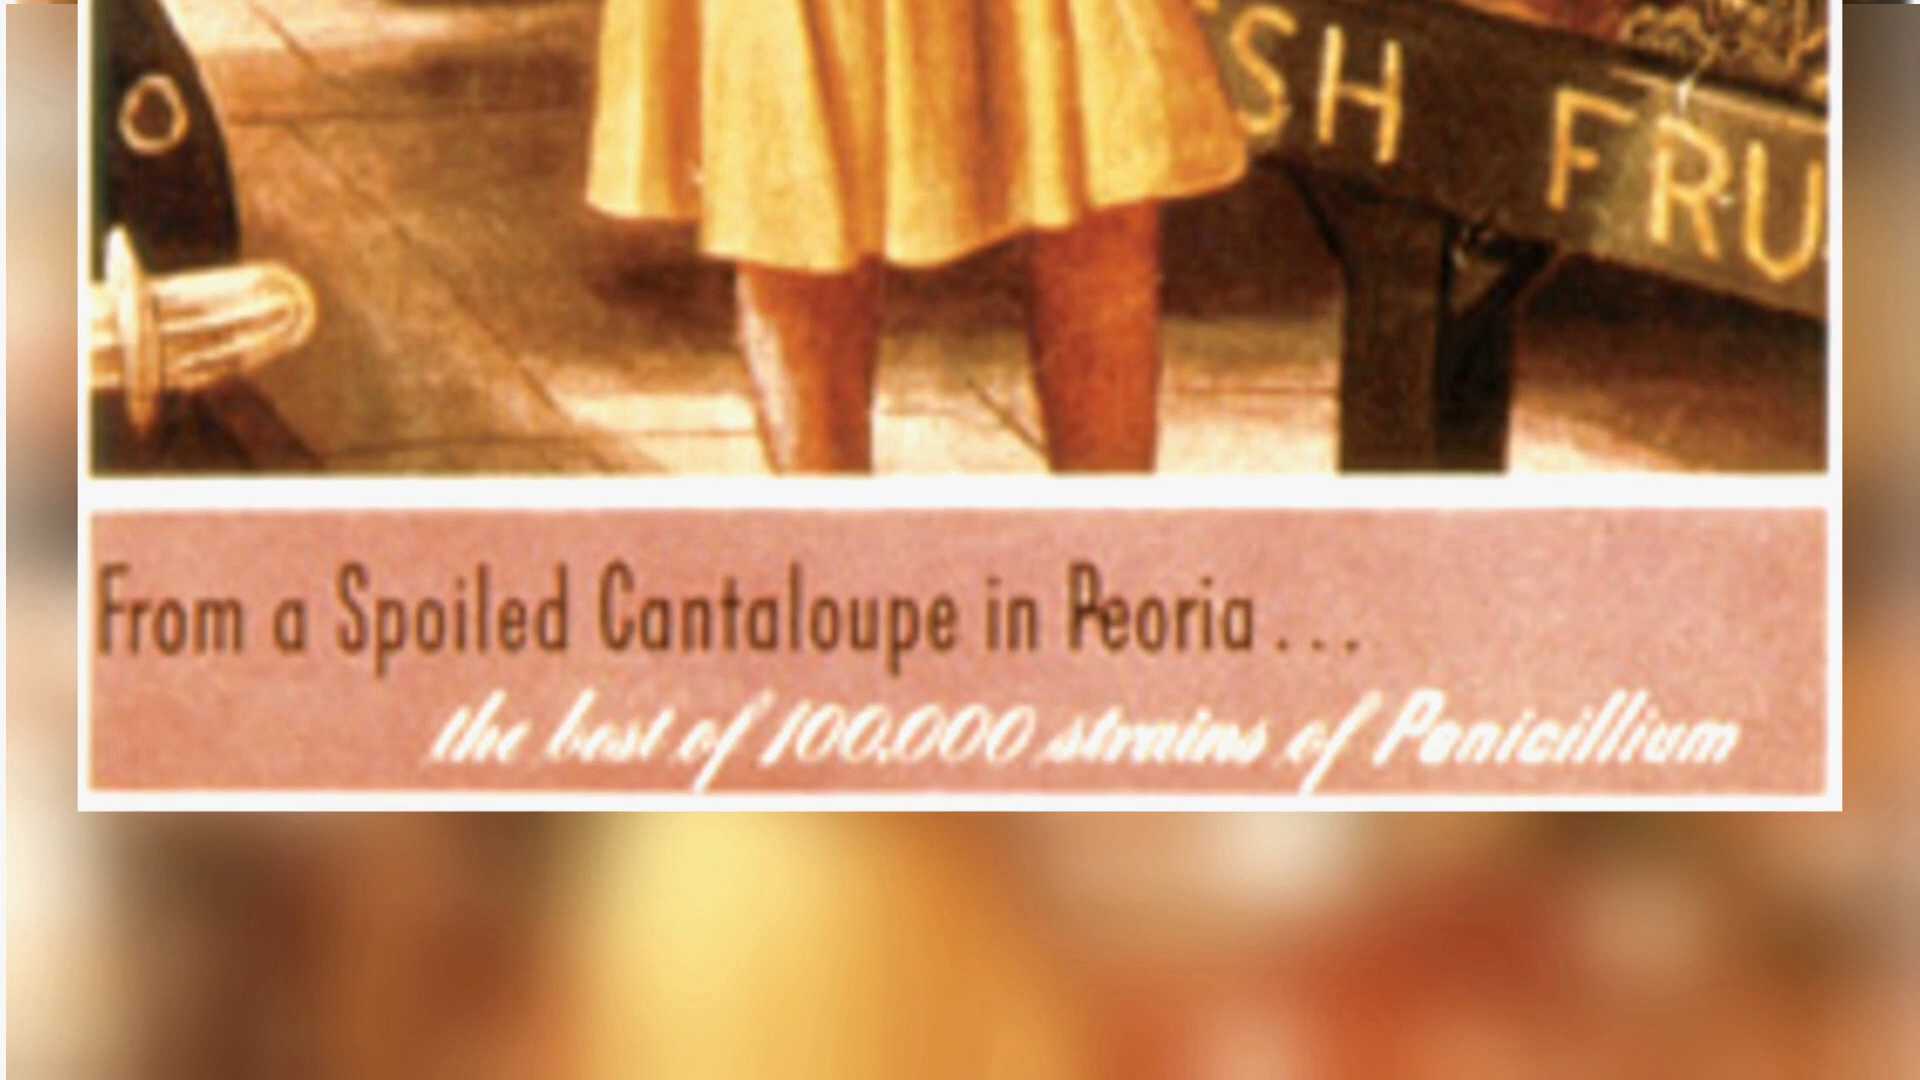 SH FRU
From a Spoiled Cantaloupe in Peoria...
the best of 100,000 strains of Penicillium